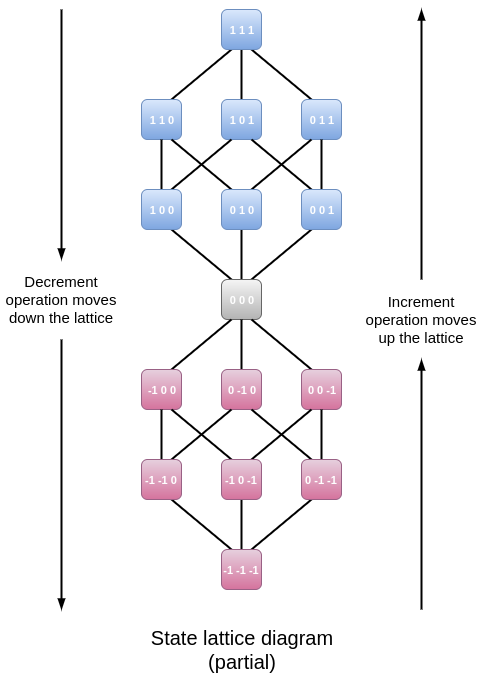 1 1 1
1 1 0
1 0 1
0 1 1
1 0 0
0 1 0
0 0 1
Decrement
operation moves
down the lattice
0 0 0
Increment
operation moves
up the lattice
-1 0 0
0 -1 0
0 0 -1
-1 -1 0
-1 0 -1
0 -1 -1
-1 -1 -1
State lattice diagram
(partial)